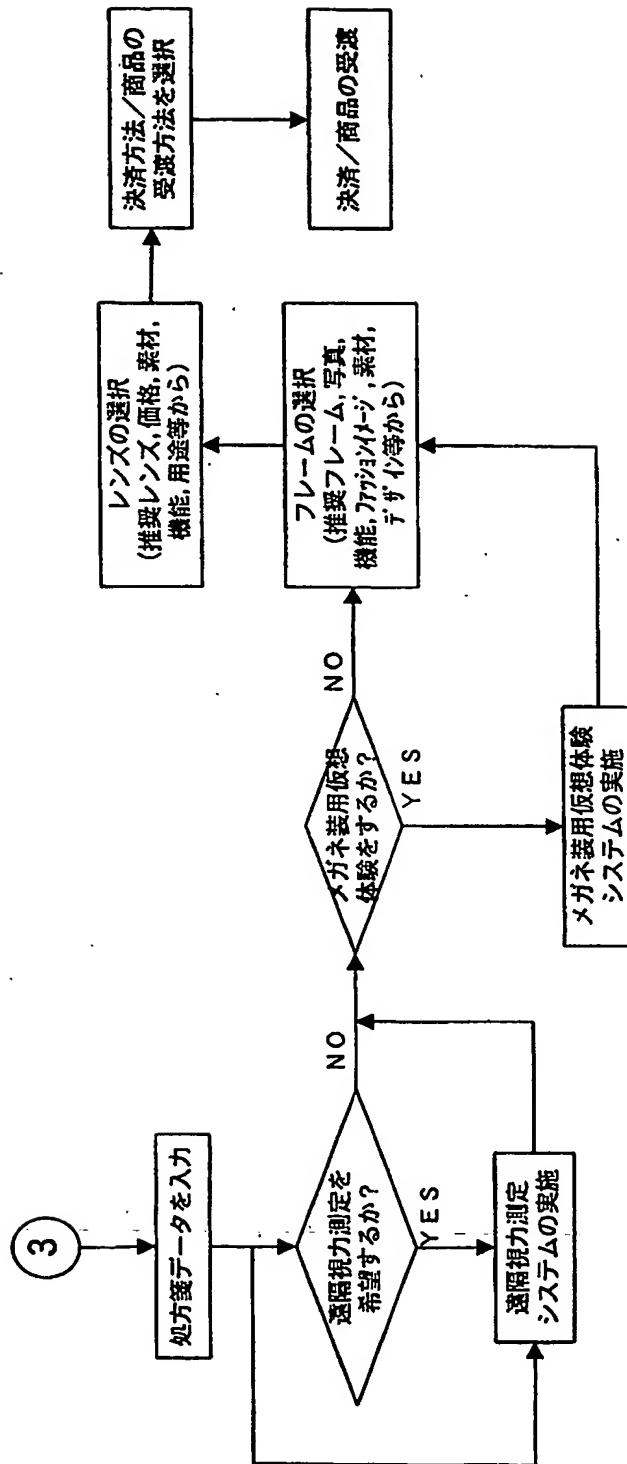 3
処方箋データを入力
遠隔視力測定を
希望するか？
YES
NO
遠隔視力測定
システムの実施
メガネ装用仮想
体験をするか？
YES
NO
メガネ装用仮想体験
システムの実施
フレームの選択
(推奨フレーム,写真,
機能,ファッションイメージ,素材,
デザイン等から)
レンズの選択
(推奨レンズ,価格,素材,
機能,用途等から)
決済方法／商品の
受渡方法を選択
決済／商品の受渡